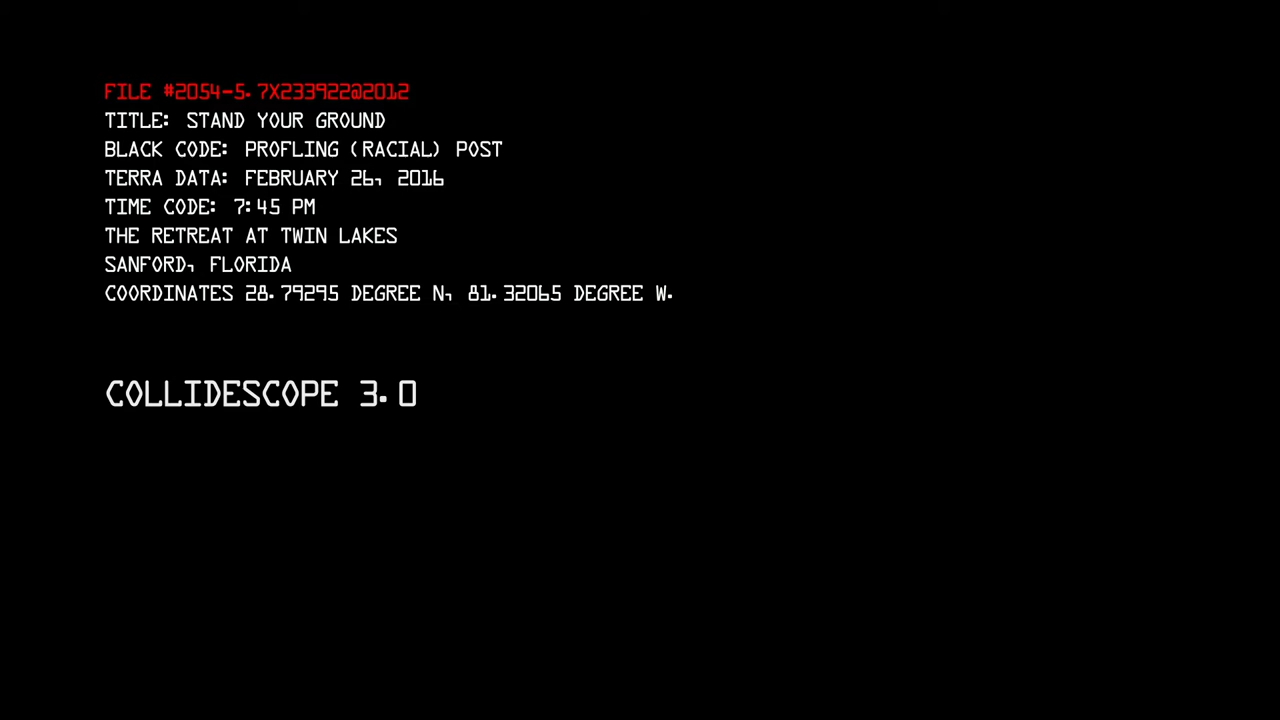 FILE #2054-5.7X233922@2012
TITLE: STAND YOUR GROUND
BLACK CODE: PROFLING (RACIAL) POST
TERRA DATA: FEBRUARY 26, 2016
TIME CODE: 7:45 PM
THE RETREAT AT TWIN LAKES
SANFORD, FLORIDA
COORDINATES 28.79295 DEGREE N, 81.32065 DEGREE W.
COLLIDESCOPE 3.0